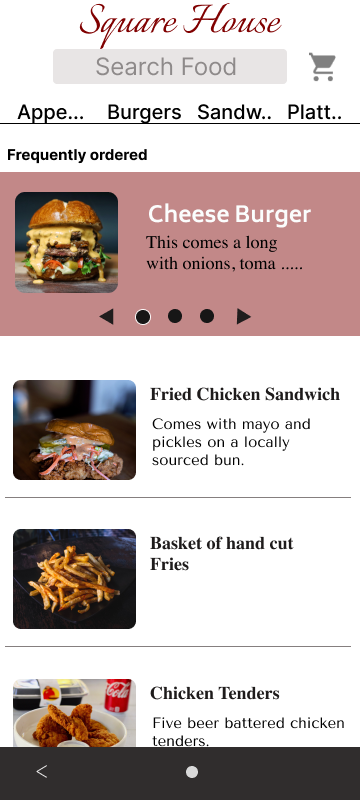 Square House
Search Food
Appe... Burgers Sandw.. Platt..
Frequently ordered
Cheese Burger
This comes a long
with onions, toma .....
Fried Chicken Sandwich
Comes with mayo and
pickles on a locally
sourced bun.
Basket of hand cut
Fries
Chicken Tenders
Five beer battered chicken
tenders.
Coca